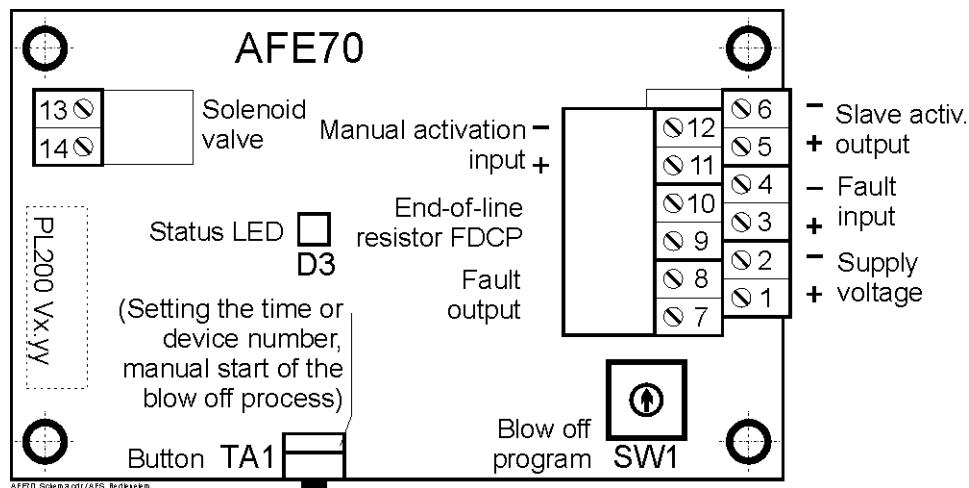 AFE70
13
14
Solenoid
valve
Manual activation –
input +
12
11
10
9
8
7
6
5
4
3
2
1
– Slave activ.
+ output
– Fault
+ input
– Supply
+ voltage
End-of-line
resistor FDCP
Fault
output
Status LED
D3
PL200 Vx.yy
(Setting the time or
device number,
manual start of the
blow off process)
Button TA1
Blow off
program SW1